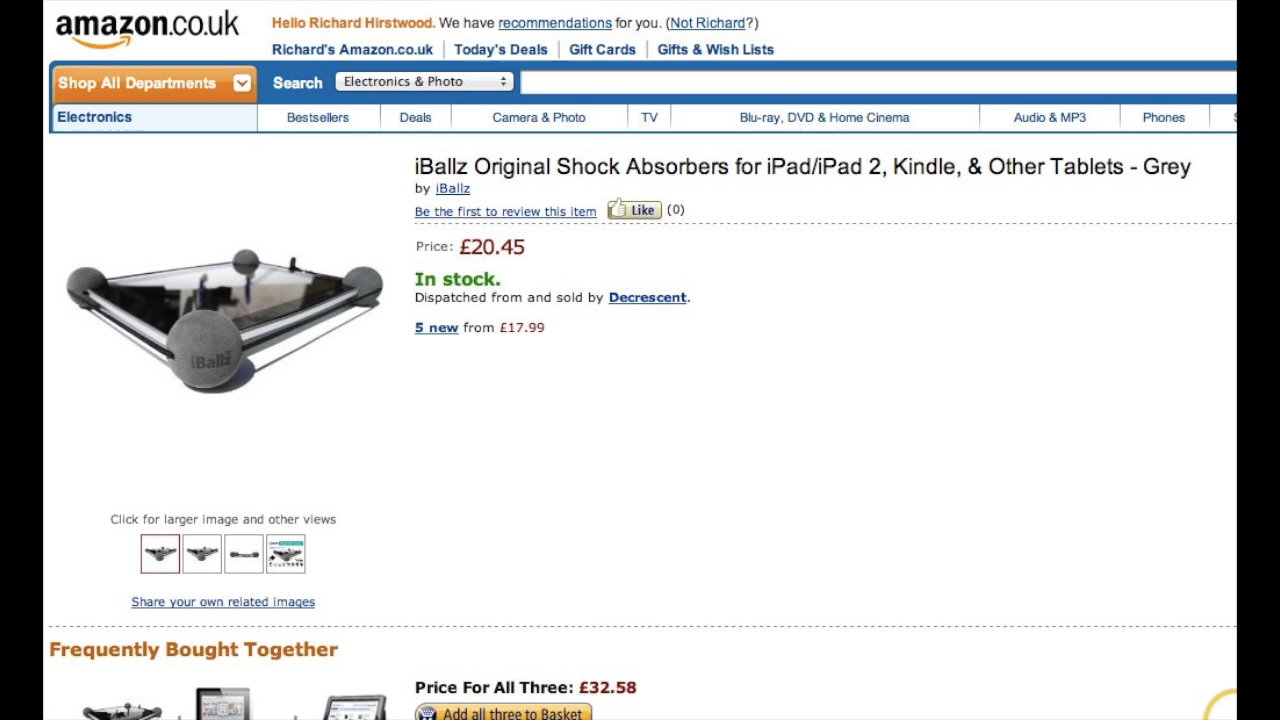 amazon.co.uk
Hello Richard Hirstwood. We have recommendations for you. (Not Richard?)
Richard's Amazon.co.uk Today's Deals Gift Cards Gifts & Wish Lists
Shop All Departments Search Electronics & Photo
Electronics Bestsellers Deals Camera & Photo TV Blu-ray, DVD & Home Cinema Audio & MP3 Phones
iBallz Original Shock Absorbers for iPad/iPad 2, Kindle, & Other Tablets - Grey
by iBallz
Be the first to review this item Like (0)
Price: £20.45
In stock.
Dispatched from and sold by Decrescent.
5 new from £17.99
iBallz
Click for larger image and other views
Share your own related images
Frequently Bought Together
Price For All Three: £32.58
Add all three to Basket